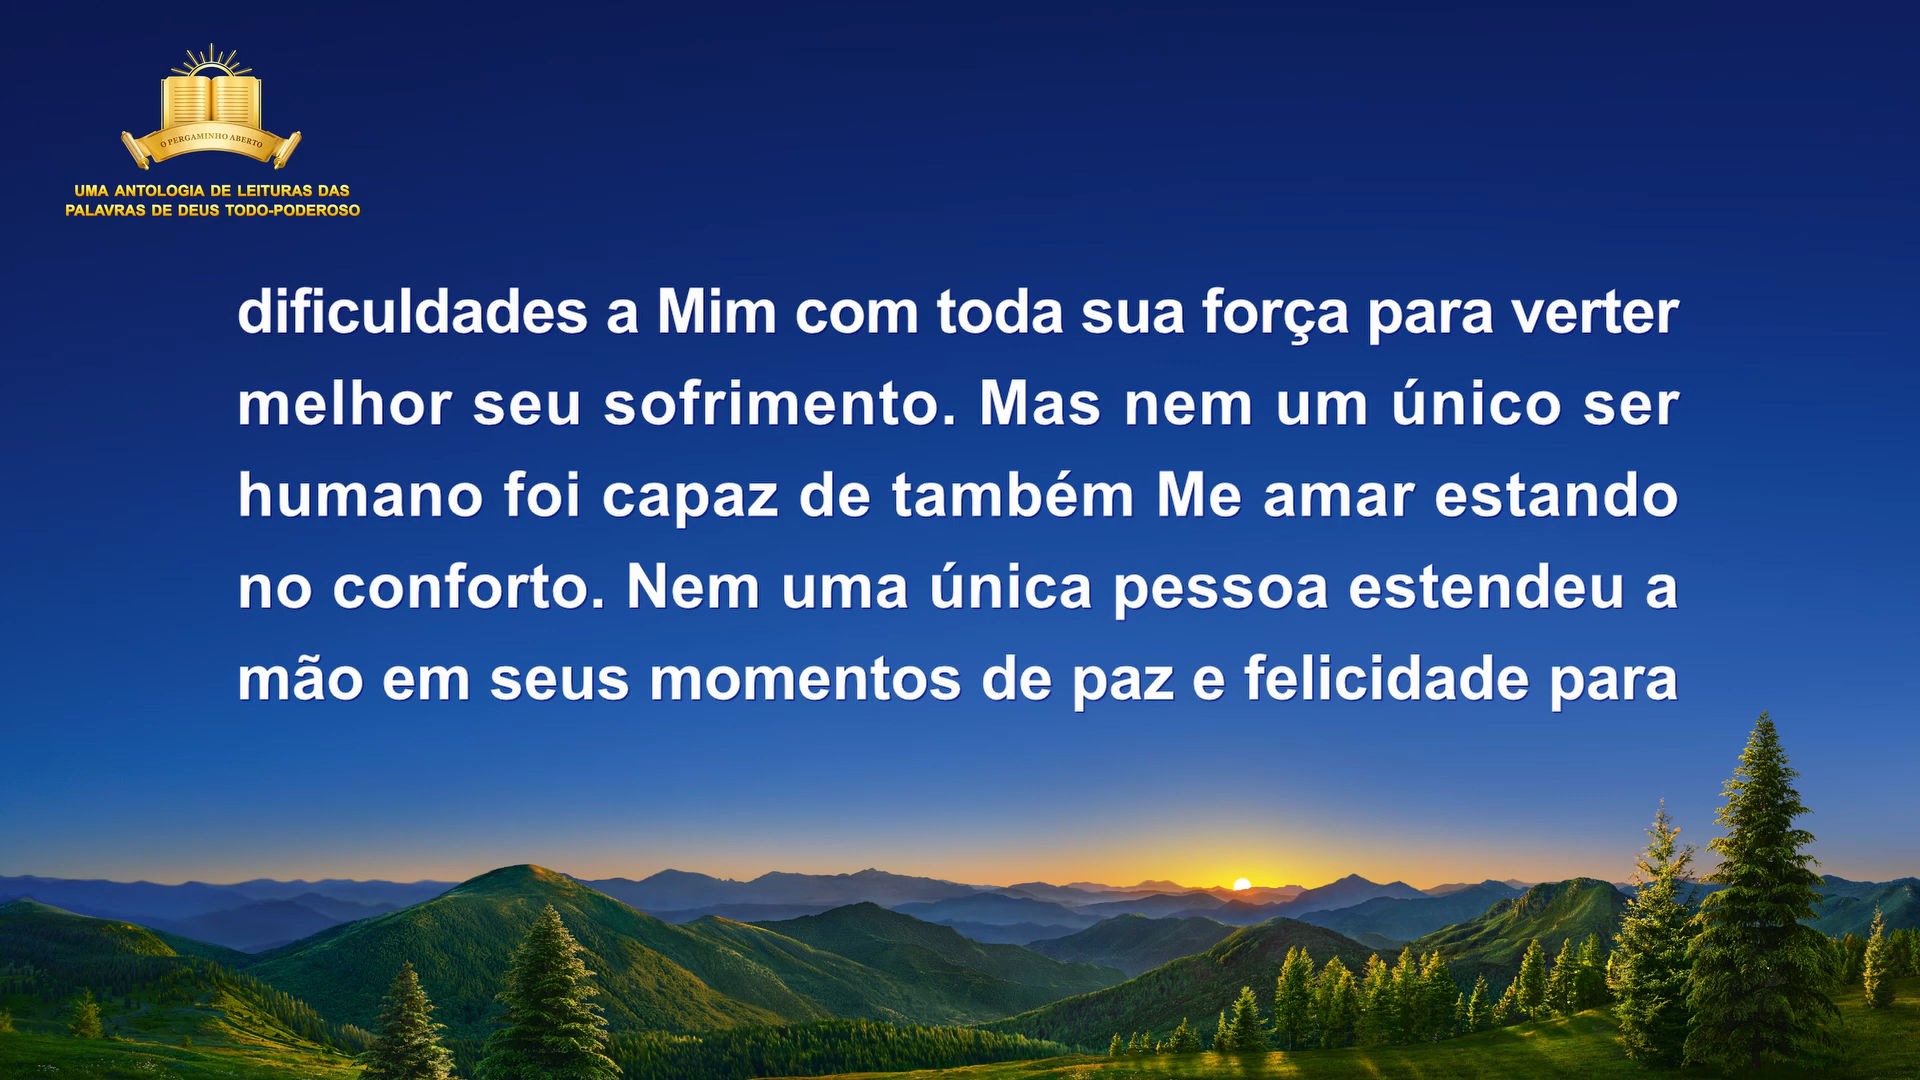 O PERGAMINHO ABERTO
UMA ANTOLOGIA DE LEITURAS DAS
PALAVRAS DE DEUS TODO-PODEROSO
dificuldades a Mim com toda sua força para verter
melhor seu sofrimento. Mas nem um único ser
humano foi capaz de também Me amar estando
no conforto. Nem uma única pessoa estendeu a
mão em seus momentos de paz e felicidade para